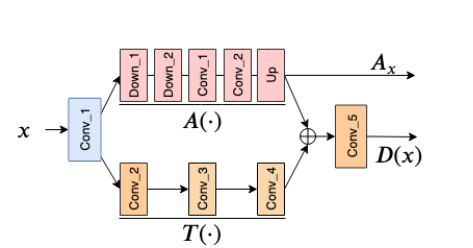 Down_1 Down_2 Conv_1 Conv_2 Up
A_x
A(·)
x
Conv_1
Conv_5
D(x)
Conv_2 Conv_3 Conv_4
T(·)